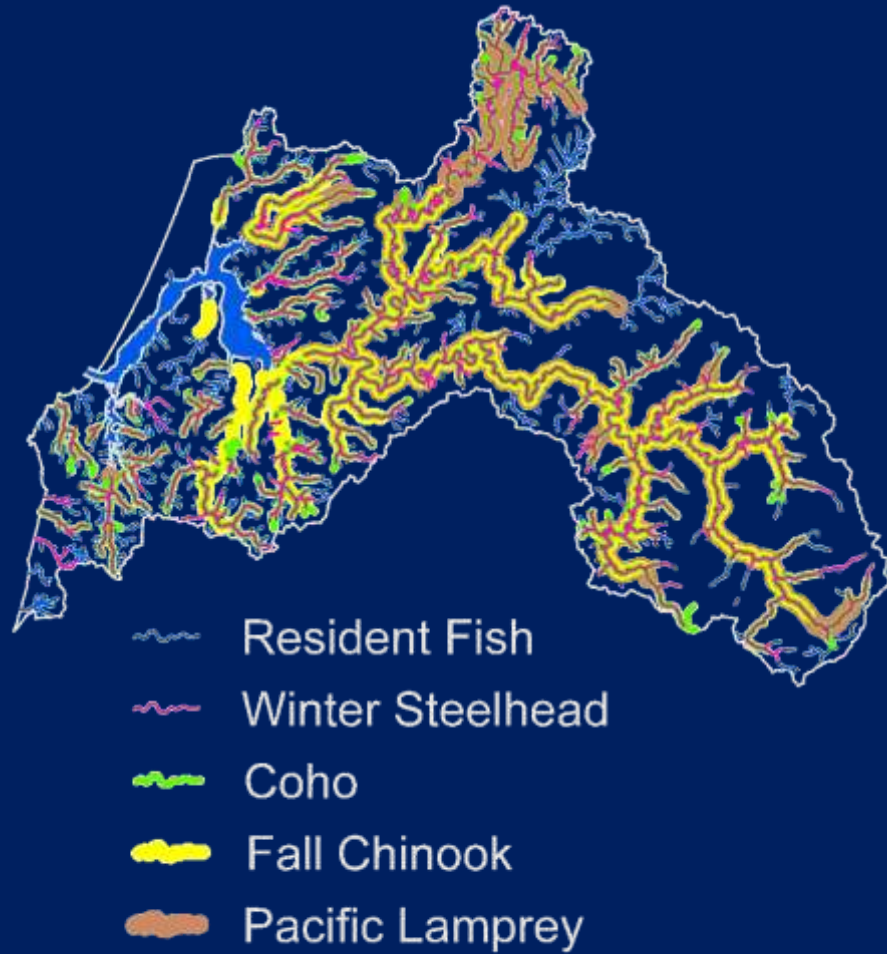 Resident Fish
Winter Steelhead
Coho
Fall Chinook
Pacific Lamprey